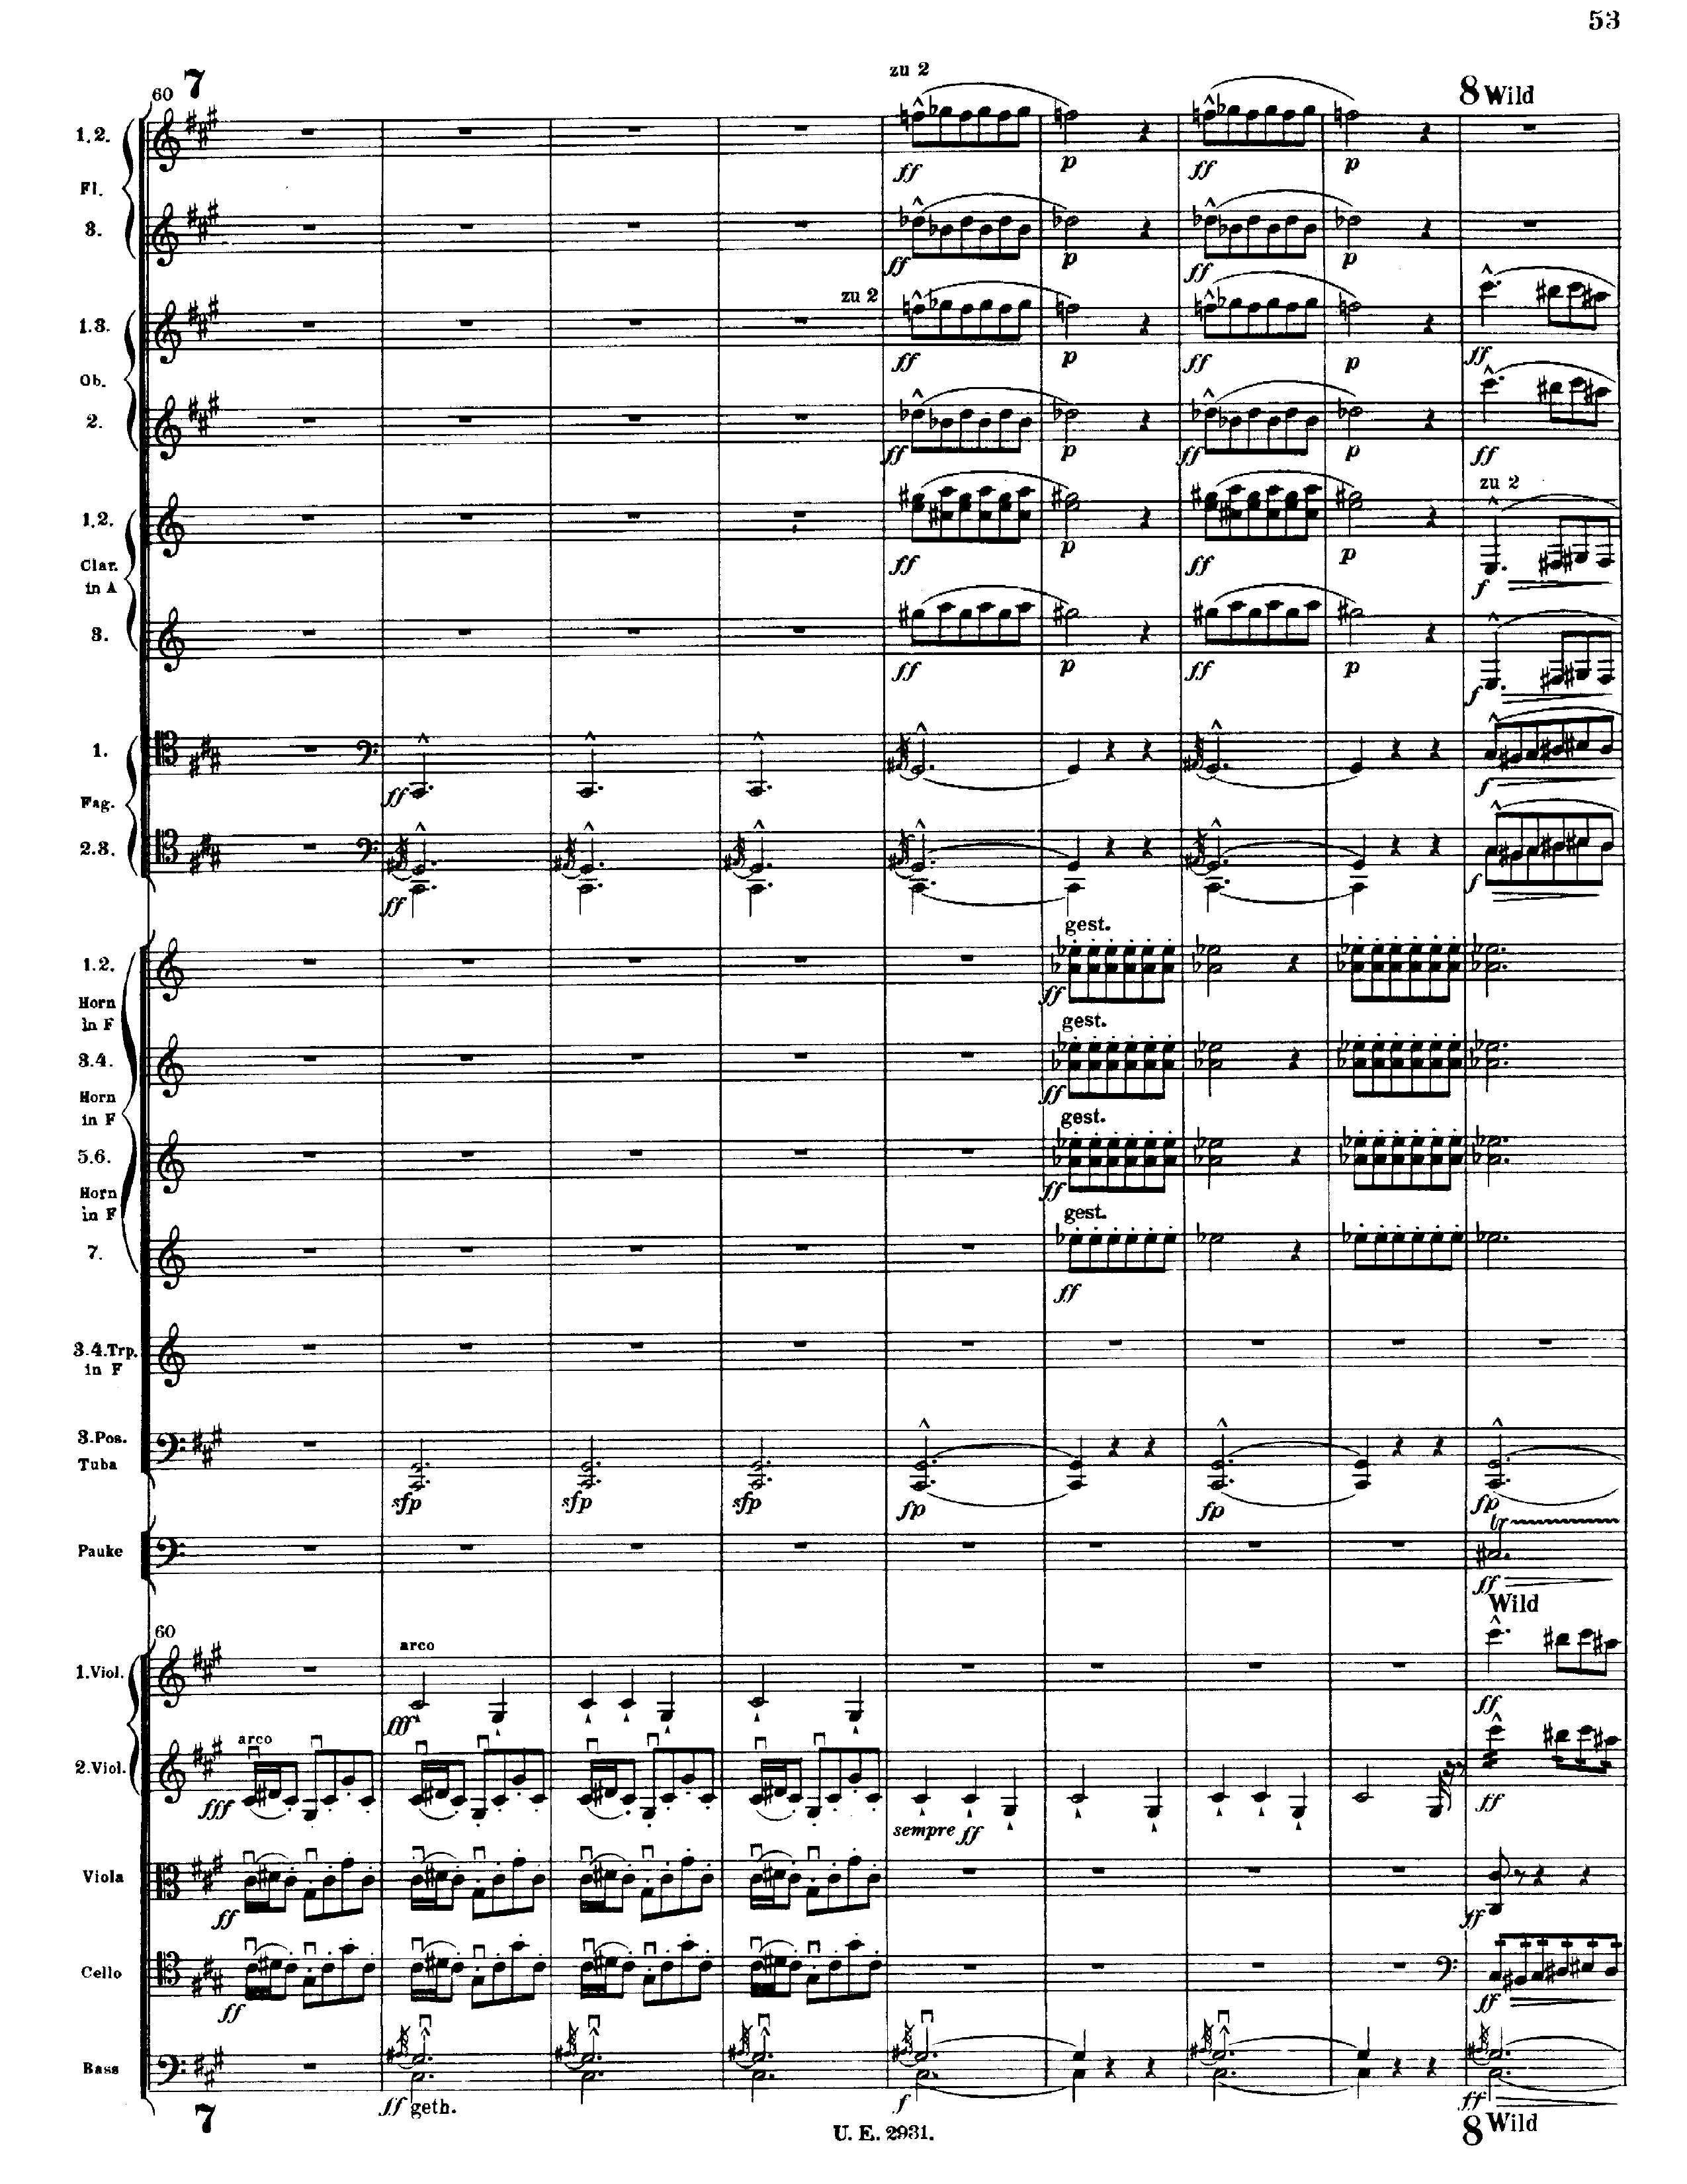 53
zu 2
60 7 8 Wild
1.2.
ff p ff p
Fl.
3.
ff p ff p
zu 2
1.3.
ff p ff p ff
Ob.
2.
ff p ff p ff
zu 2
1.2.
ff p ff p f
Clar.
in A
3.
ff p ff p f
1.
ff f
Fag.
2.3.
ff f
gest.
1.2.
ff
Horn
in F
gest.
3.4.
ff
Horn
in F
gest.
5.6.
ff
Horn
in F
gest.
7.
ff
3.4.Trp.
in F
3.Pos.
Tuba
sfp sfp sfp fp fp fp
tr
Pauke
ff
Wild
60
arco
1.Viol.
fff ff
arco
2.Viol.
fff sempre ff ff
Viola
ff ff
Cello
ff ff
Bass
ff geth. f ff
7 U. E. 2931. 8 Wild